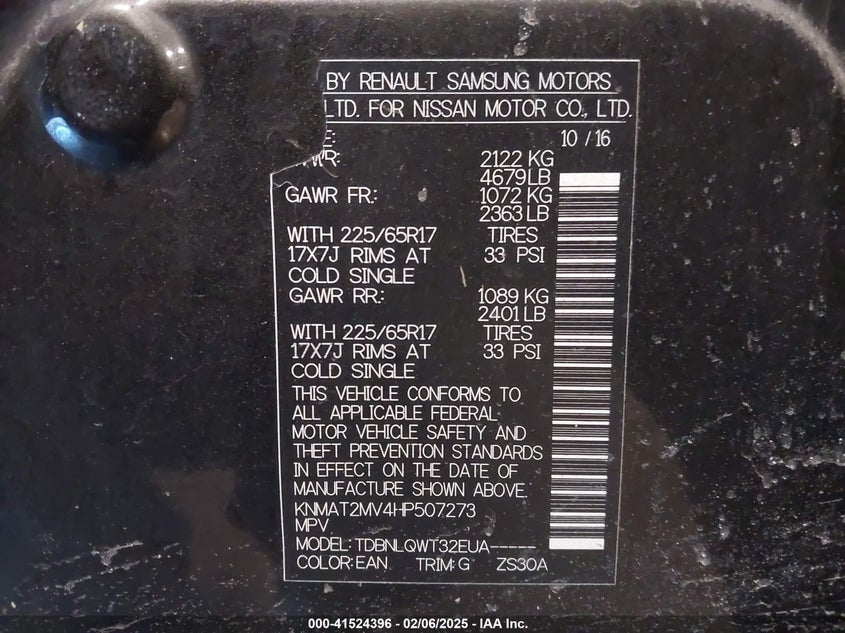 BY RENAULT SAMSUNG MOTORS
LTD. FOR NISSAN MOTOR CO., LTD.
10 / 16
2122 KG
4679LB
GAWR FR.: 1072 KG
2363 LB
WITH 225/65R17 TIRES
17X7J RIMS AT 33 PSI
COLD SINGLE
GAWR RR.: 1089 KG
2401 LB
WITH 225/65R17 TIRES
17X7J RIMS AT 33 PSI
COLD SINGLE
THIS VEHICLE CONFORMS TO
ALL APPLICABLE FEDERAL
MOTOR VEHICLE SAFETY AND
THEFT PREVENTION STANDARDS
IN EFFECT ON THE DATE OF
MANUFACTURE SHOWN ABOVE.
KNMAT2MV4HP507273
MPV
MODEL: TDBNLQWT32EUA-----
COLOR: EAN TRIM: G ZS30A
000-41524396 - 02/06/2025 - IAA Inc.